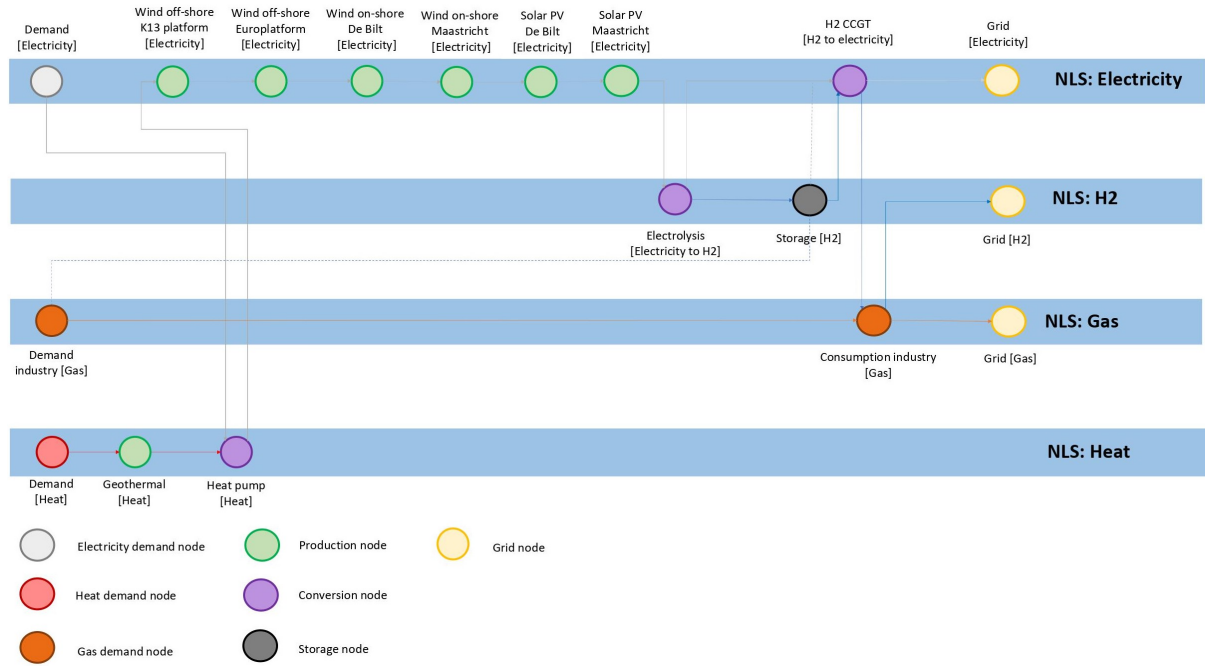 Demand
[Electricity]
Wind off-shore
K13 platform
[Electricity]
Wind off-shore
Europlatform
[Electricity]
Wind on-shore
De Bilt
[Electricity]
Wind on-shore
Maastricht
[Electricity]
Solar PV
De Bilt
[Electricity]
Solar PV
Maastricht
[Electricity]
H2 CCGT
[H2 to electricity]
Grid
[Electricity]
NLS: Electricity
NLS: H2
Electrolysis
[Electricity to H2]
Storage [H2]
Grid [H2]
NLS: Gas
Demand
industry [Gas]
Consumption industry
[Gas]
Grid [Gas]
NLS: Heat
Demand
[Heat]
Geothermal
[Heat]
Heat pump
[Heat]
Electricity demand node
Production node
Grid node
Heat demand node
Conversion node
Gas demand node
Storage node